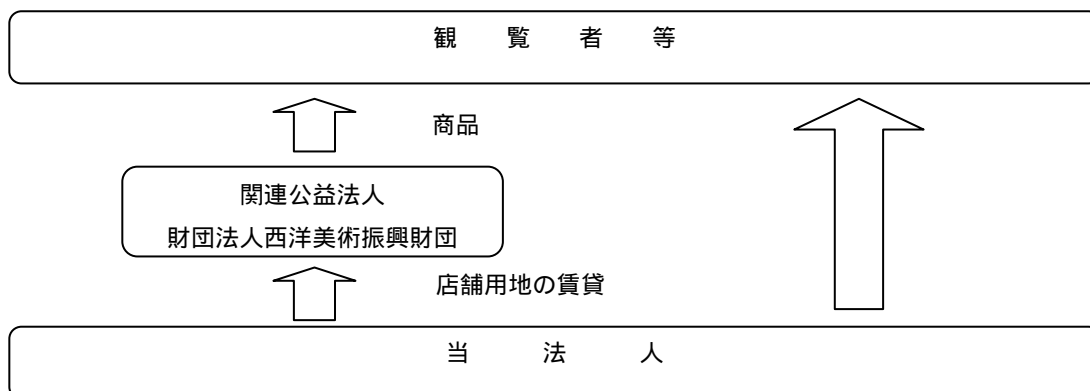 観　覧　者　等
商品
関連公益法人
財団法人西洋美術振興財団
店舗用地の賃貸
当　法　人